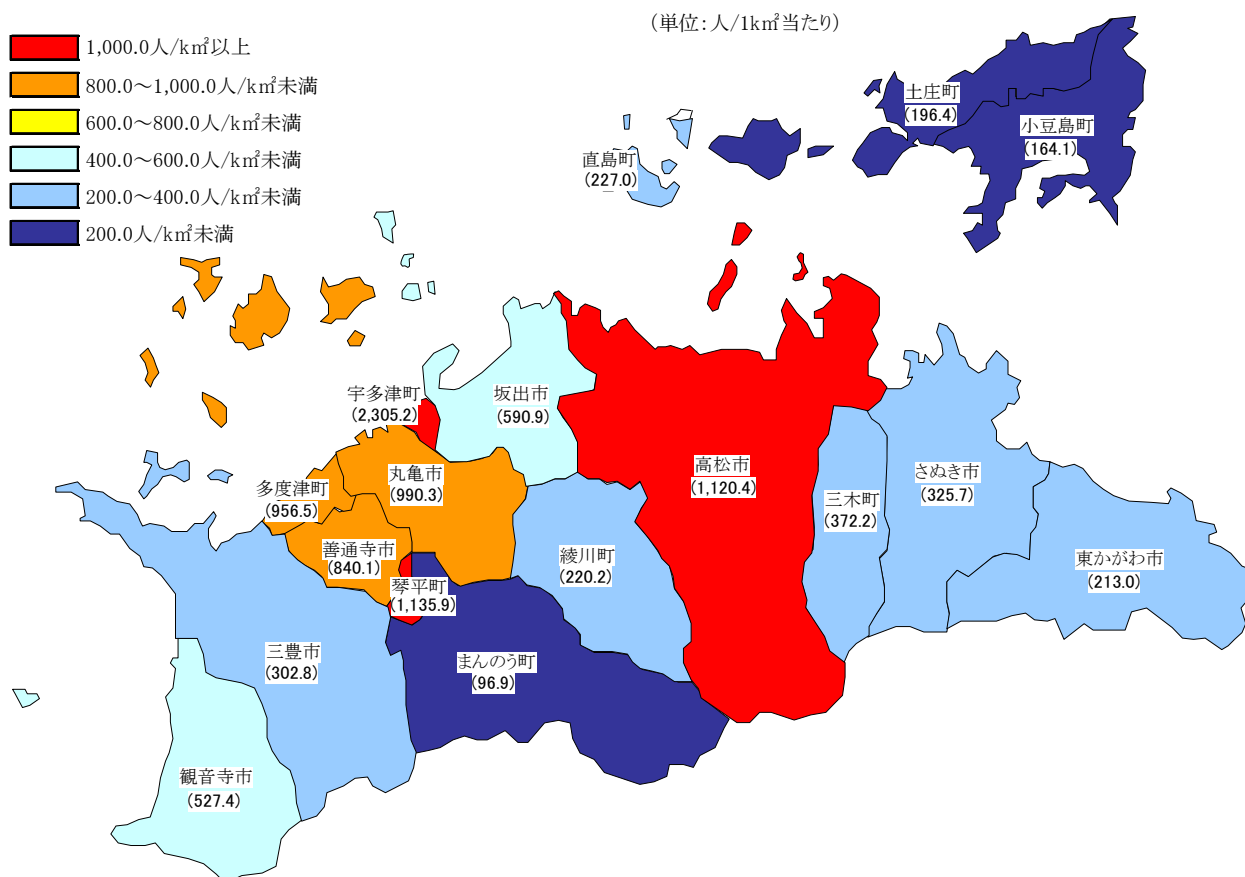 (単位:人/1k㎡当たり)
1,000.0人/k㎡以上
800.0～1,000.0人/k㎡未満
600.0～800.0人/k㎡未満
400.0～600.0人/k㎡未満
200.0～400.0人/k㎡未満
200.0人/k㎡未満
土庄町
(196.4)
小豆島町
(164.1)
直島町
(227.0)
宇多津町
(2,305.2)
坂出市
(590.9)
丸亀市
(990.3)
高松市
(1,120.4)
三木町
(372.2)
さぬき市
(325.7)
多度津町
(956.5)
善通寺市
(840.1)
綾川町
(220.2)
東かがわ市
(213.0)
琴平町
(1,135.9)
三豊市
(302.8)
まんのう町
(96.9)
観音寺市
(527.4)